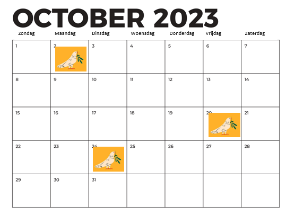 OCTOBER 2023
Zondag Maandag Dinsdag Woensdag Donderdag Vrijdag Zaterdag
1 2 3 4 5 6 7
8 9 10 11 12 13 14
15 16 17 18 19 20 21
22 23 24 25 26 27 28
29 30 31